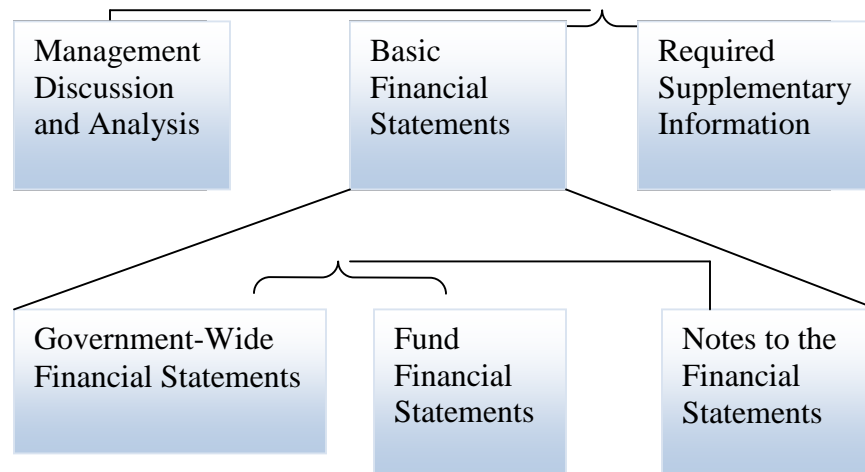 Management
Discussion
and Analysis
Basic
Financial
Statements
Required
Supplementary
Information
Government-Wide
Financial Statements
Fund
Financial
Statements
Notes to the
Financial
Statements